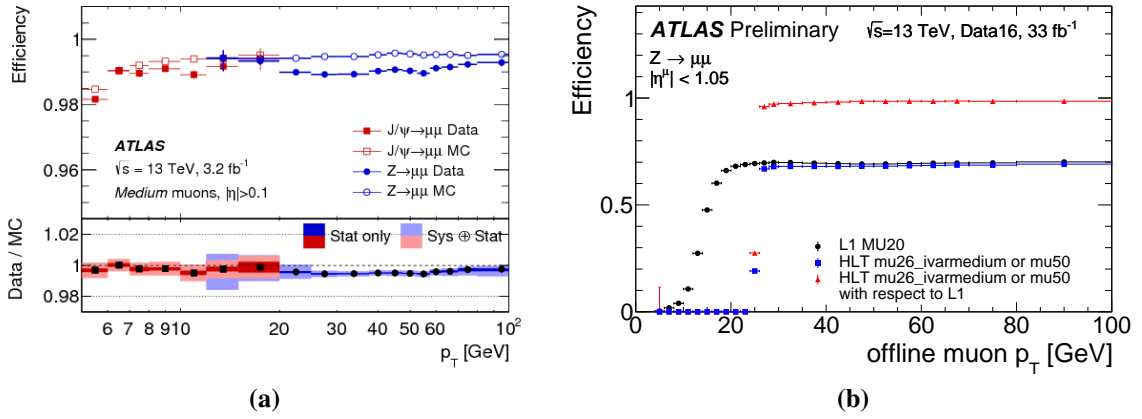 Efficiency
1
0.98
0.96
ATLAS
√s = 13 TeV, 3.2 fb⁻¹
Medium muons, |η|>0.1
J/ψ→μμ Data
J/ψ→μμ MC
Z→μμ Data
Z→μμ MC
Data / MC
1.02
1
0.98
Stat only
Sys ⊕ Stat
6 7 8 910 20 30 40 50 60 10²
p_T [GeV]
(a)
Efficiency
1
0.5
0
ATLAS Preliminary
√s=13 TeV, Data16, 33 fb⁻¹
Z → μμ
|η^μ| < 1.05
L1 MU20
HLT mu26_ivarmedium or mu50
HLT mu26_ivarmedium or mu50
with respect to L1
0 20 40 60 80 100
offline muon p_T [GeV]
(b)